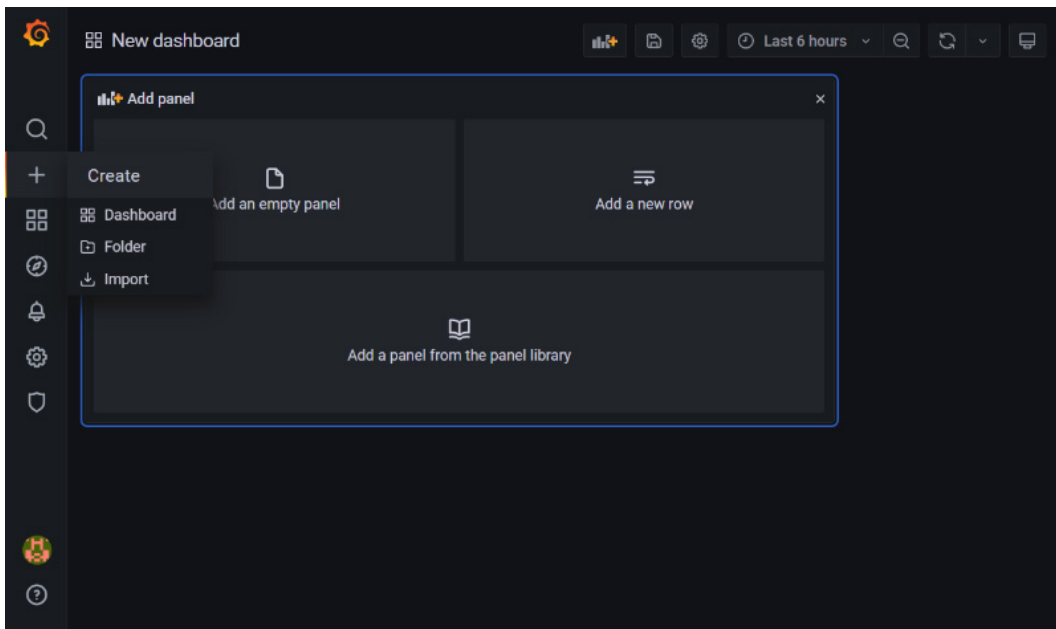 New dashboard
Last 6 hours
Add panel
Create
Dashboard
Folder
Import
Add an empty panel
Add a new row
Add a panel from the panel library